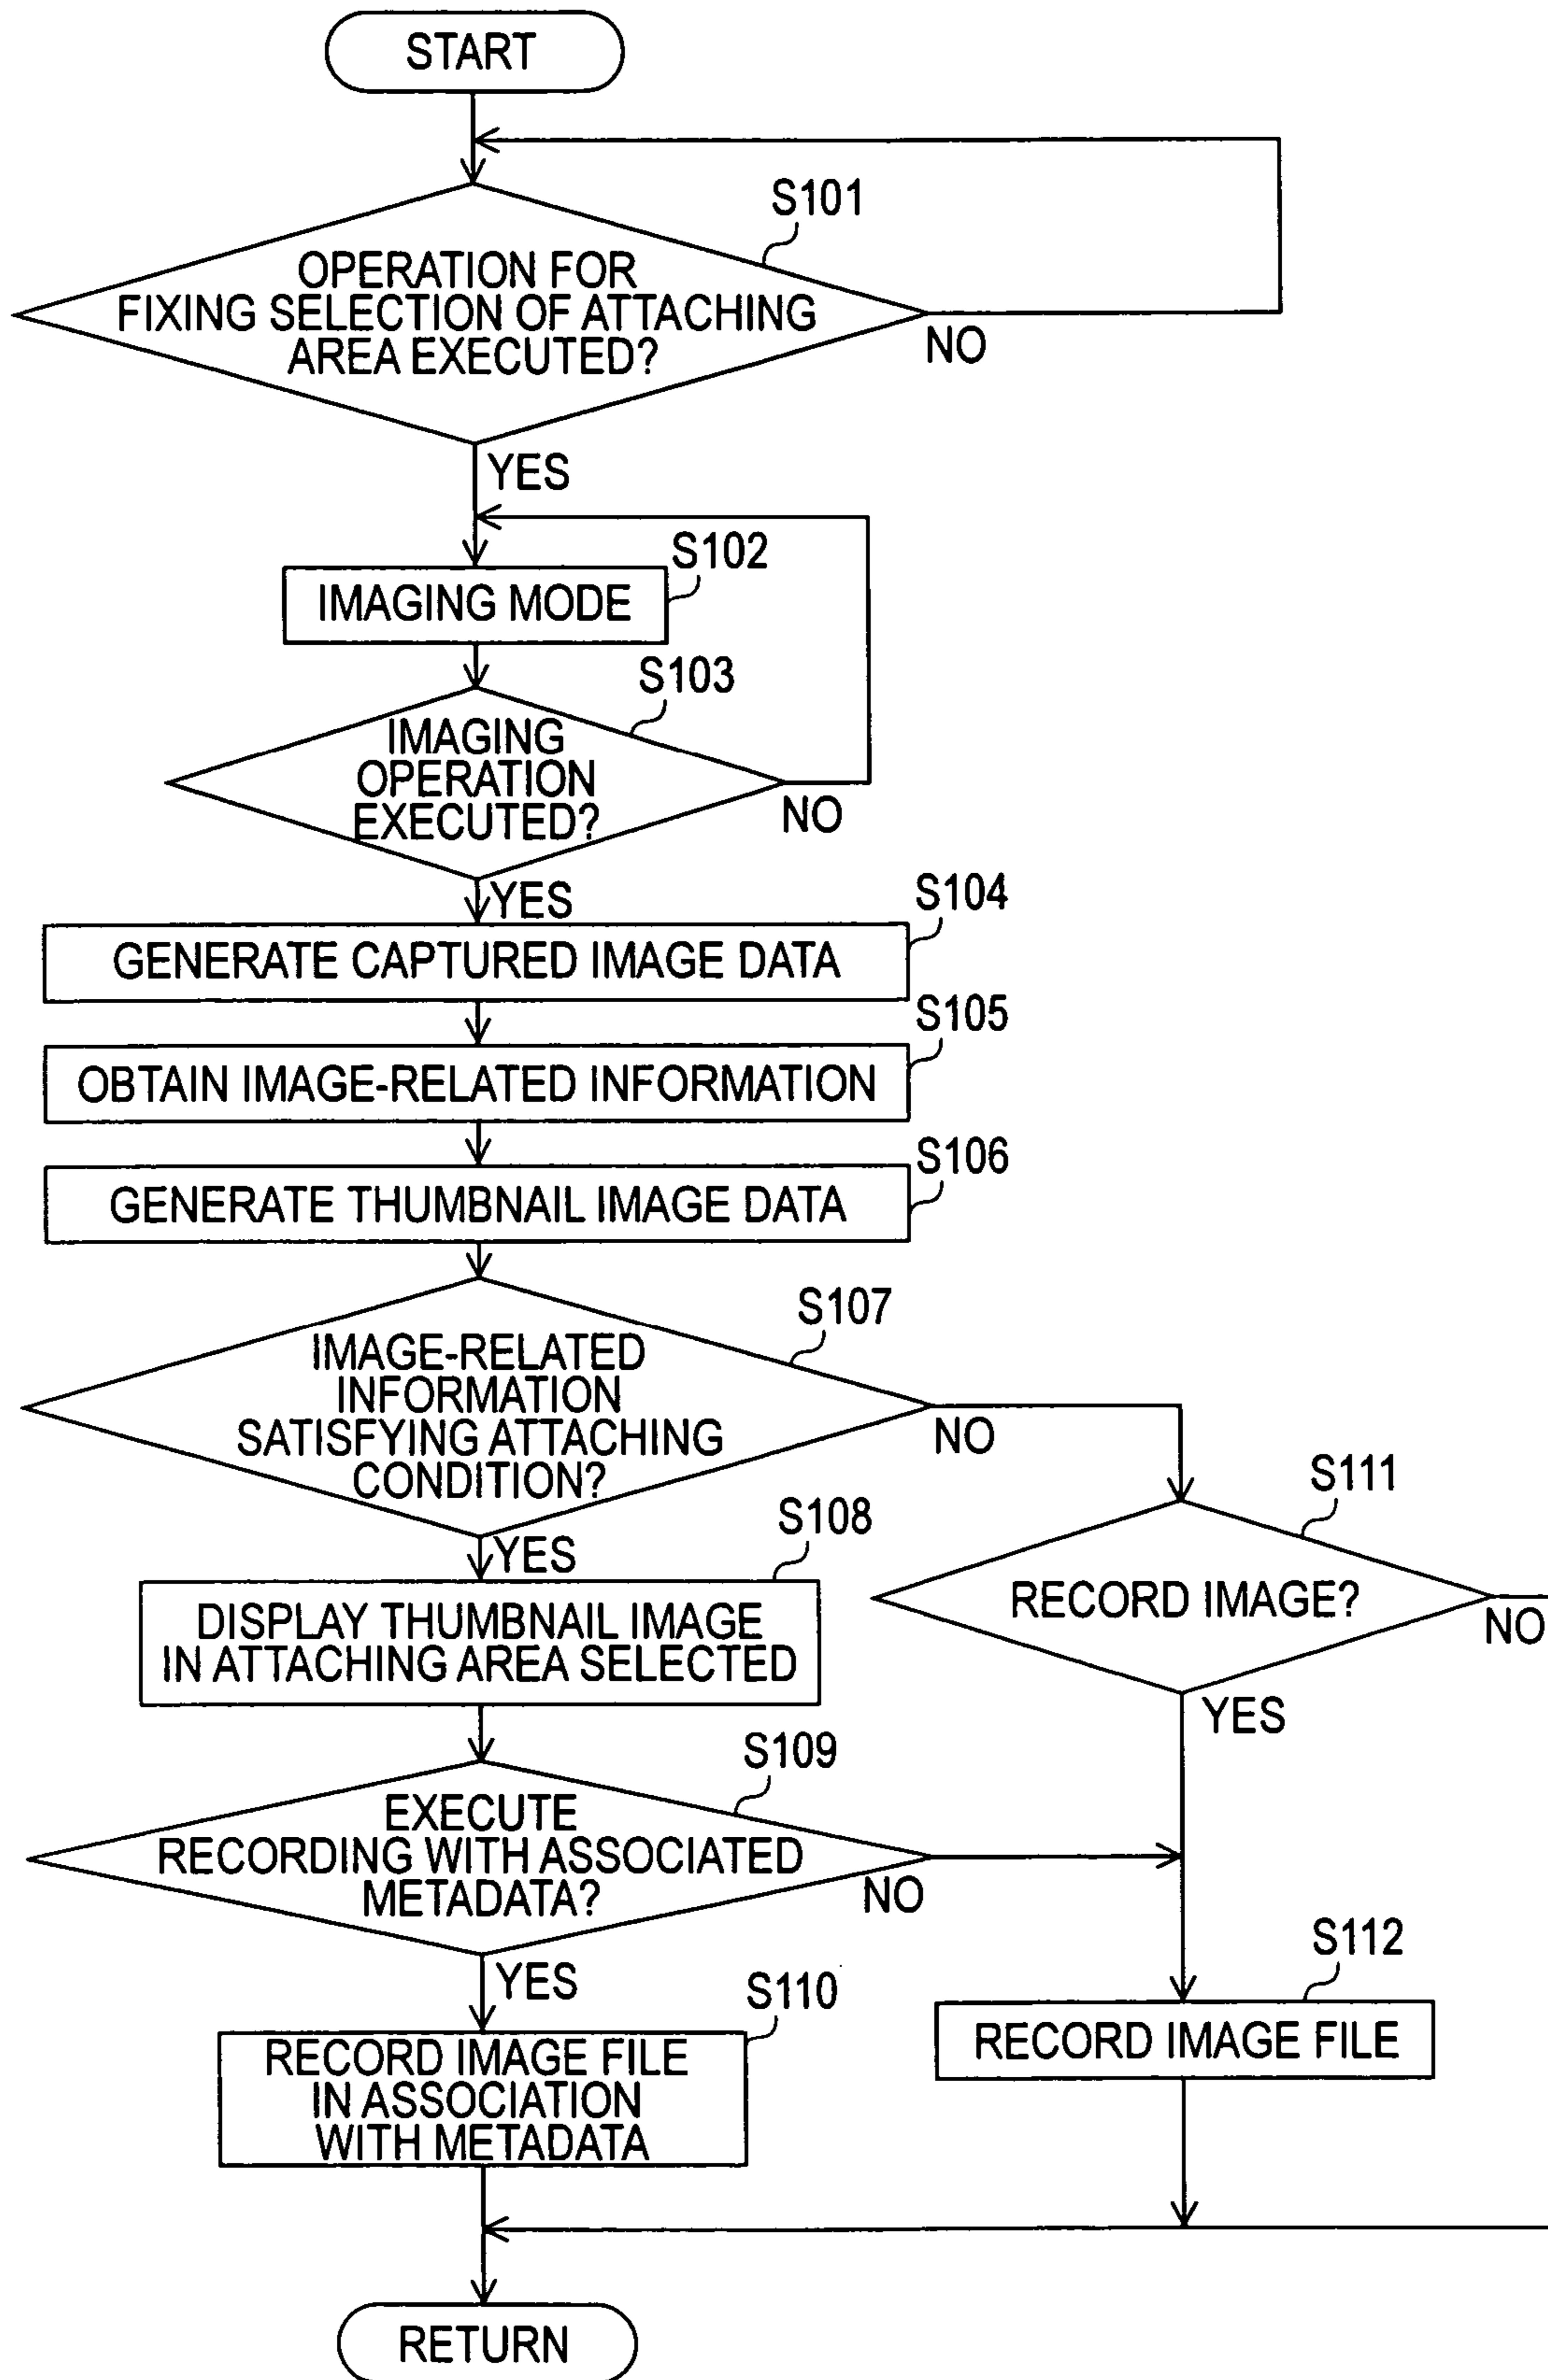 START
S101
OPERATION FOR
FIXING SELECTION OF ATTACHING
AREA EXECUTED?
NO
YES
S102
IMAGING MODE
S103
IMAGING
OPERATION
EXECUTED?
NO
YES
S104
GENERATE CAPTURED IMAGE DATA
S105
OBTAIN IMAGE-RELATED INFORMATION
S106
GENERATE THUMBNAIL IMAGE DATA
S107
IMAGE-RELATED
INFORMATION
SATISFYING ATTACHING
CONDITION?
NO
YES
S111
RECORD IMAGE?
NO
YES
S108
DISPLAY THUMBNAIL IMAGE
IN ATTACHING AREA SELECTED
S109
EXECUTE
RECORDING WITH ASSOCIATED
METADATA?
NO
YES
S110
RECORD IMAGE FILE
IN ASSOCIATION
WITH METADATA
S112
RECORD IMAGE FILE
RETURN